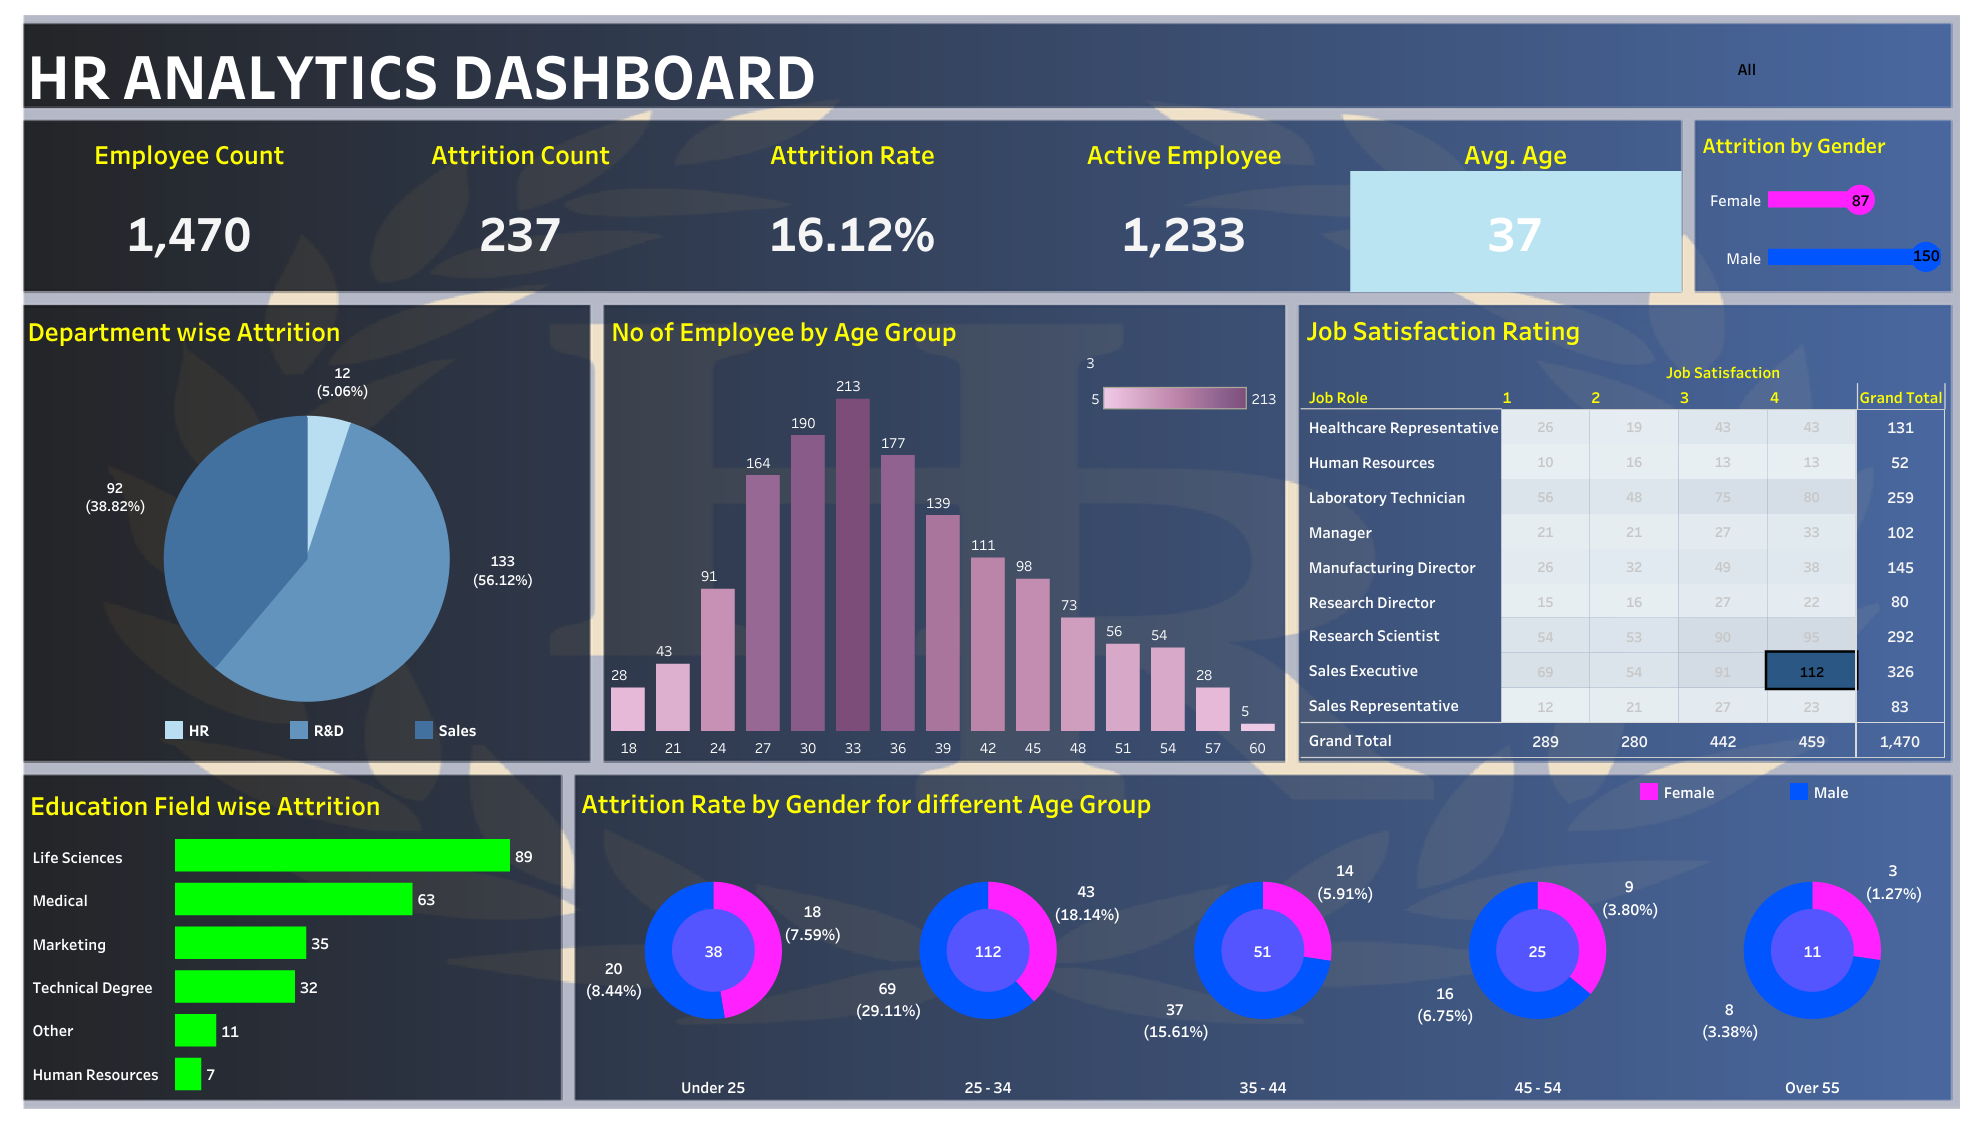 HR ANALYTICS DASHBOARD
All
Employee Count
Attrition Count
Attrition Rate
Active Employee
Avg. Age
1,470
237
16.12%
1,233
37
Attrition by Gender
Female 87
Male 150
Department wise Attrition
12
(5.06%)
92
(38.82%)
133
(56.12%)
HR R&D Sales
No of Employee by Age Group
3
5 213
28 43 91 164 190 213 177 139 111 98 73 56 54 28 5
18 21 24 27 30 33 36 39 42 45 48 51 54 57 60
Job Satisfaction Rating
Job Satisfaction
Job Role 1 2 3 4 Grand Total
Healthcare Representative 26 19 43 43 131
Human Resources 10 16 13 13 52
Laboratory Technician 56 48 75 80 259
Manager 21 21 27 33 102
Manufacturing Director 26 32 49 38 145
Research Director 15 16 27 22 80
Research Scientist 54 53 90 95 292
Sales Executive 69 54 91 112 326
Sales Representative 12 21 27 23 83
Grand Total 289 280 442 459 1,470
Education Field wise Attrition
Life Sciences 89
Medical 63
Marketing 35
Technical Degree 32
Other 11
Human Resources 7
Attrition Rate by Gender for different Age Group
Female Male
18
(7.59%)
38
20
(8.44%)
Under 25
43
(18.14%)
112
69
(29.11%)
25 - 34
14
(5.91%)
51
37
(15.61%)
35 - 44
9
(3.80%)
25
16
(6.75%)
45 - 54
3
(1.27%)
11
8
(3.38%)
Over 55
HR